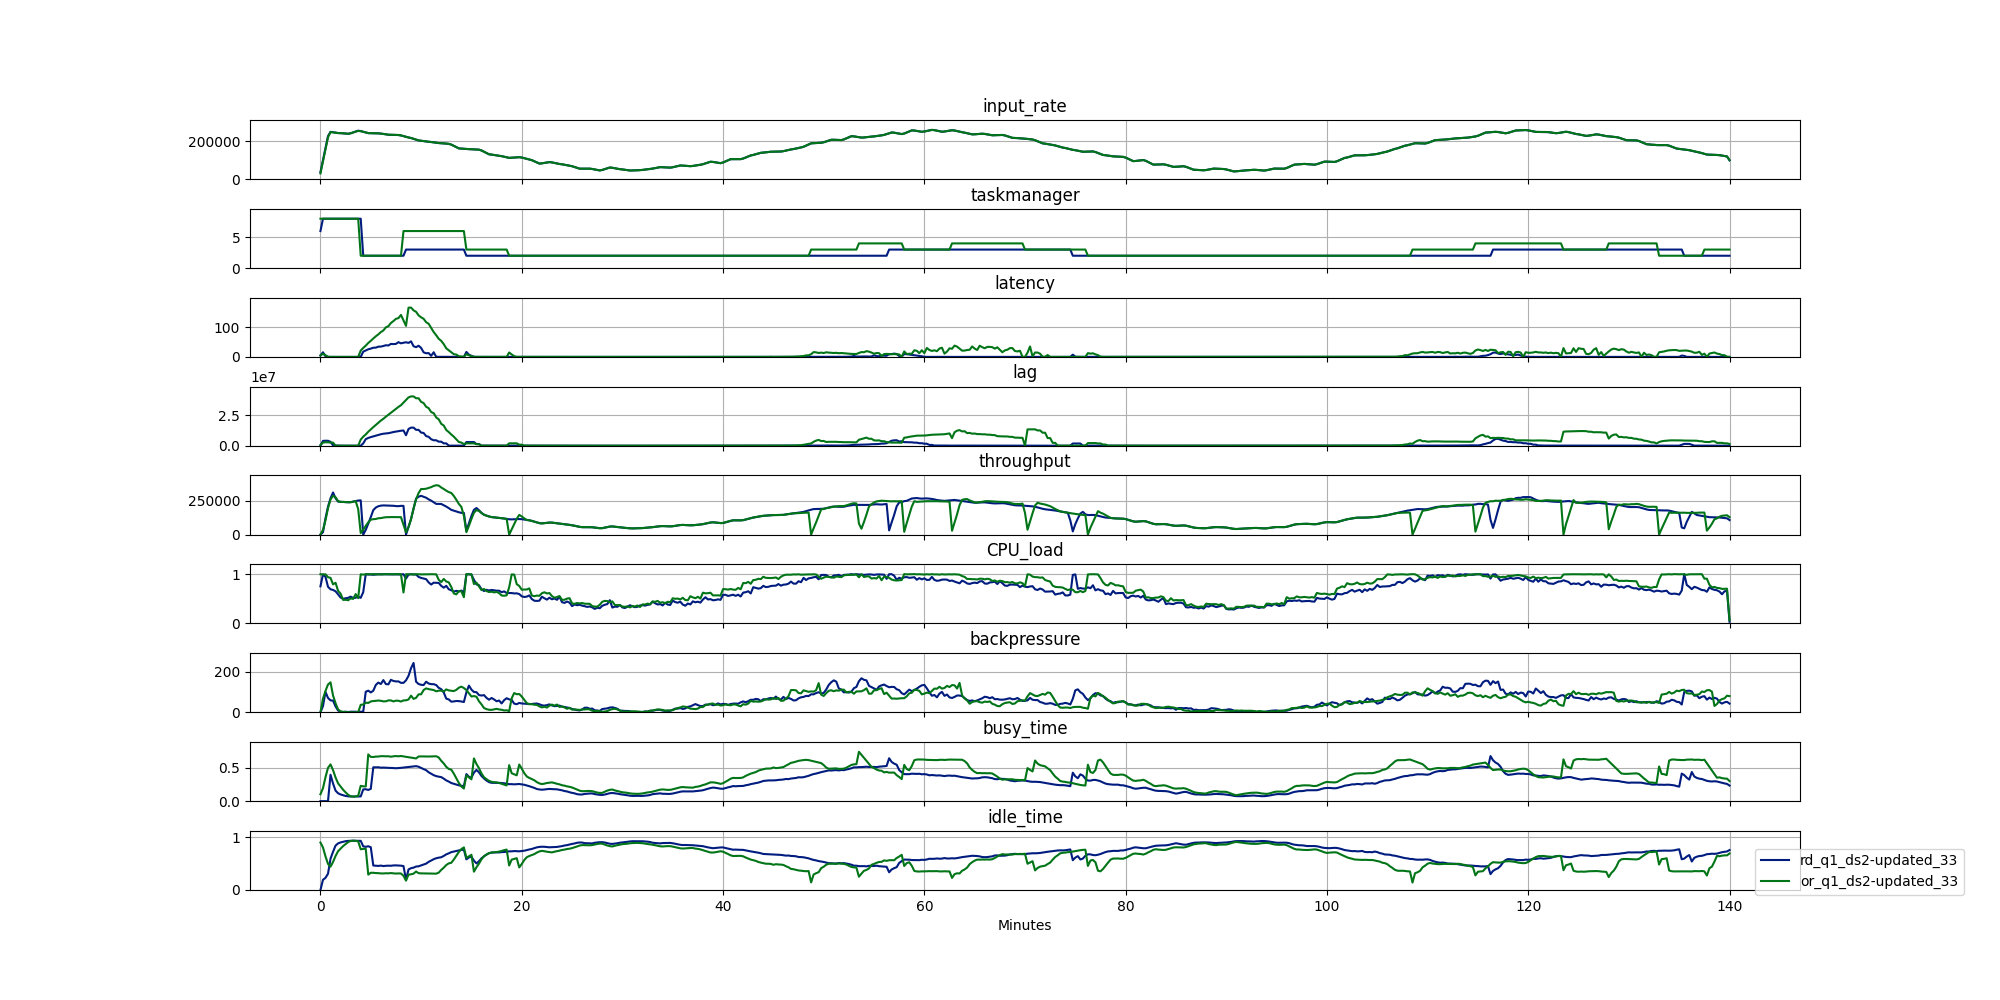 input_rate
200000
0
taskmanager
5
0
latency
100
0
1e7
lag
2.5
0.0
throughput
250000
0
CPU_load
1
0
backpressure
200
0
busy_time
0.5
0.0
idle_time
1
0
rd_q1_ds2-updated_33
or_q1_ds2-updated_33
0 20 40 60 80 100 120 140
Minutes